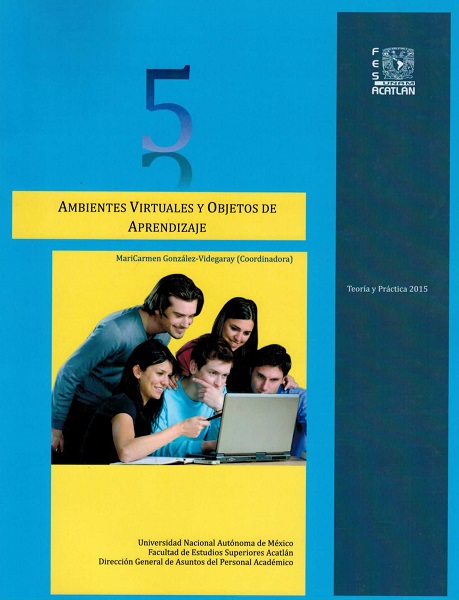 5
FES
UNAM
ACATLÁN
AMBIENTES VIRTUALES Y OBJETOS DE
APRENDIZAJE
MariCarmen González-Videgaray (Coordinadora)
Teoría y Práctica 2015
Universidad Nacional Autónoma de México
Facultad de Estudios Superiores Acatlán
Dirección General de Asuntos del Personal Académico